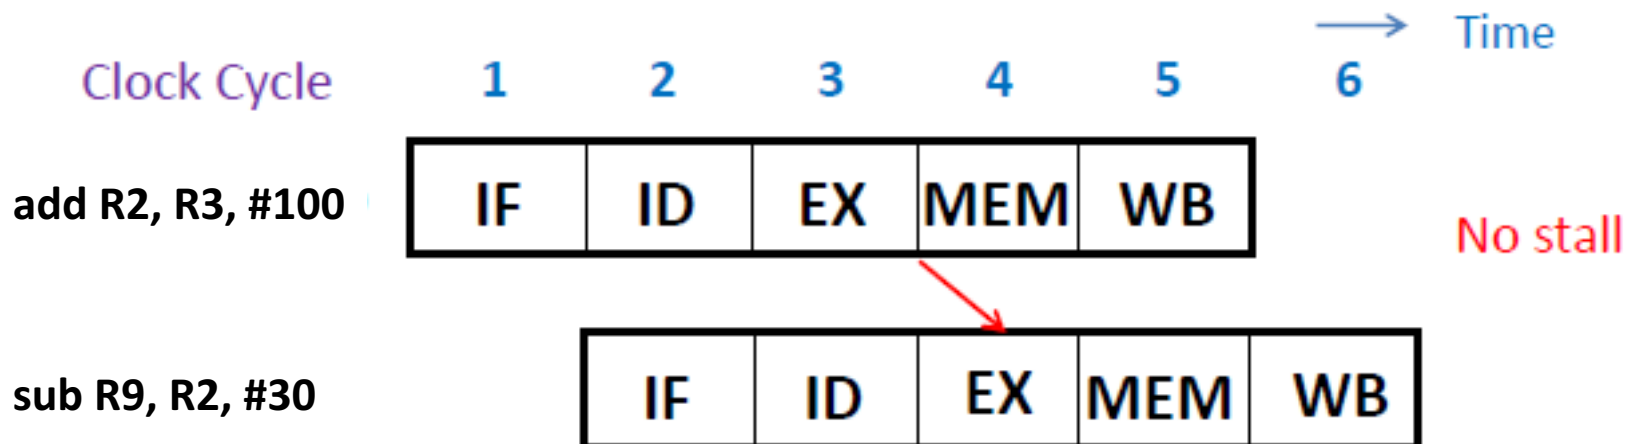 Time
Clock Cycle 1 2 3 4 5 6
add R2, R3, #100 IF ID EX MEM WB
No stall
sub R9, R2, #30 IF ID EX MEM WB